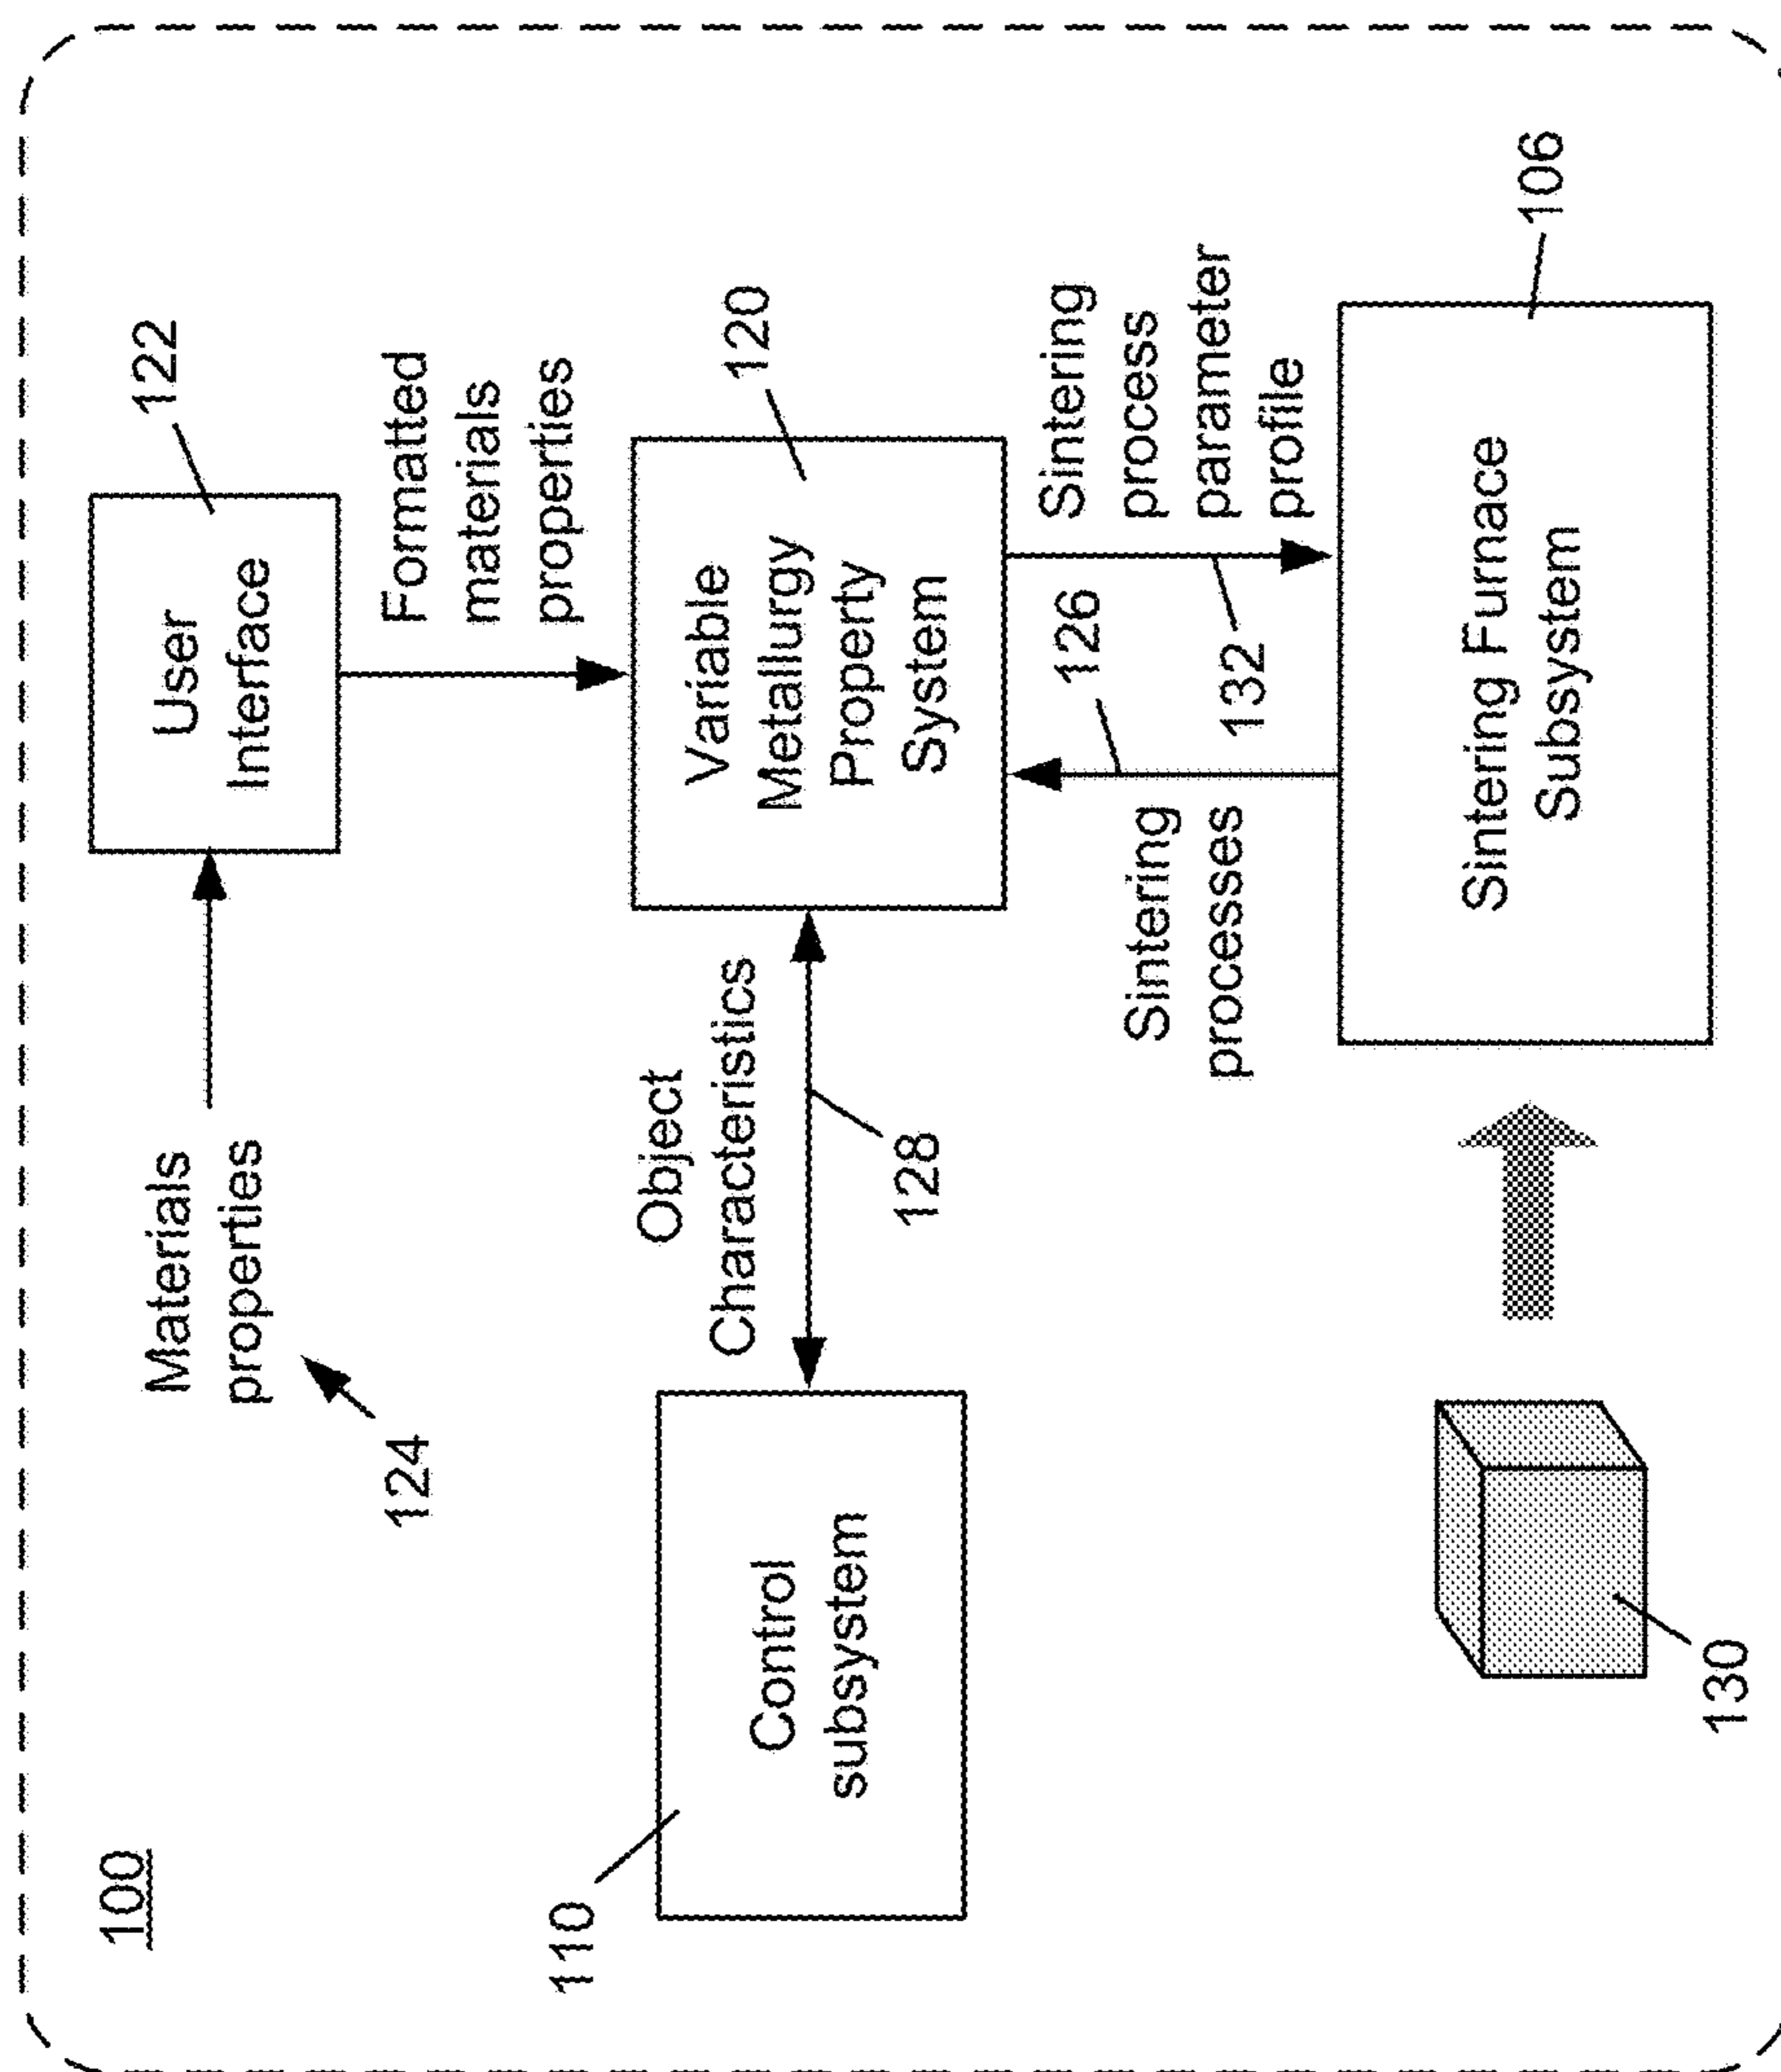 100
Materials
properties
124
User
Interface
122
Formatted
materials
properties
110
Control
subsystem
Object
Characteristics
128
Variable
Metallurgy
Property
System
120
Sintering
processes
126
132
Sintering
process
parameter
profile
130
Sintering Furnace
Subsystem
106